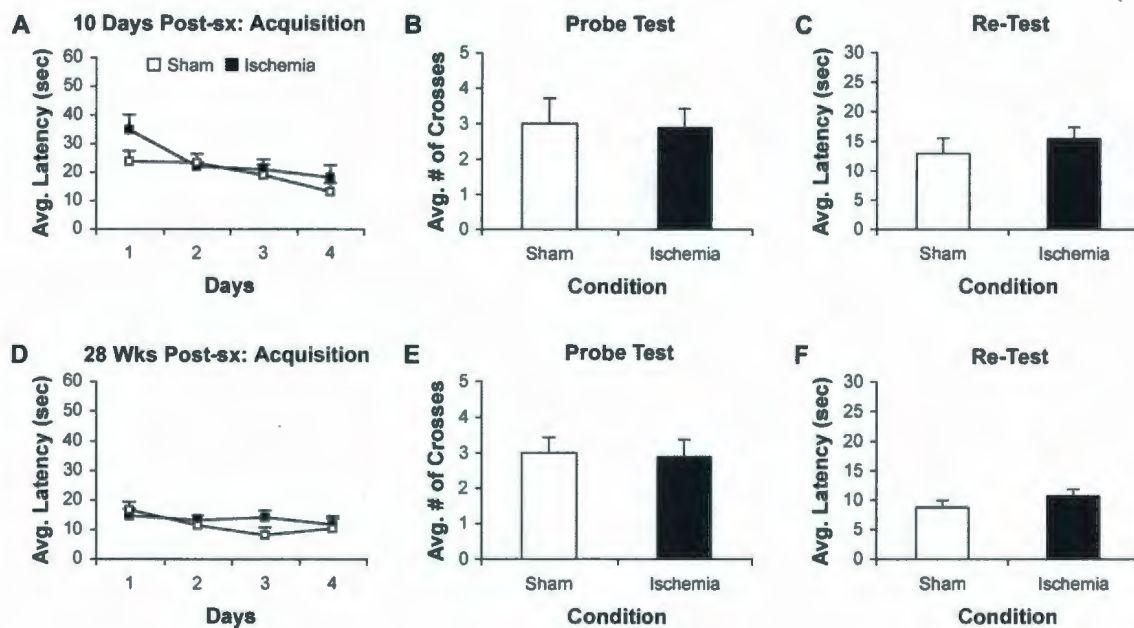 A 10 Days Post-sx: Acquisition
Avg. Latency (sec)
60
50
40
30
20
10
0
Sham Ischemia
1 2 3 4
Days
B Probe Test
Avg. # of Crosses
5
4
3
2
1
0
Sham Ischemia
Condition
C Re-Test
Avg. Latency (sec)
30
25
20
15
10
5
0
Sham Ischemia
Condition
D 28 Wks Post-sx: Acquisition
Avg. Latency (sec)
60
50
40
30
20
10
0
1 2 3 4
Days
E Probe Test
Avg. # of Crosses
5
4
3
2
1
0
Sham Ischemia
Condition
F Re-Test
Avg. Latency (sec)
30
25
20
15
10
5
0
Sham Ischemia
Condition